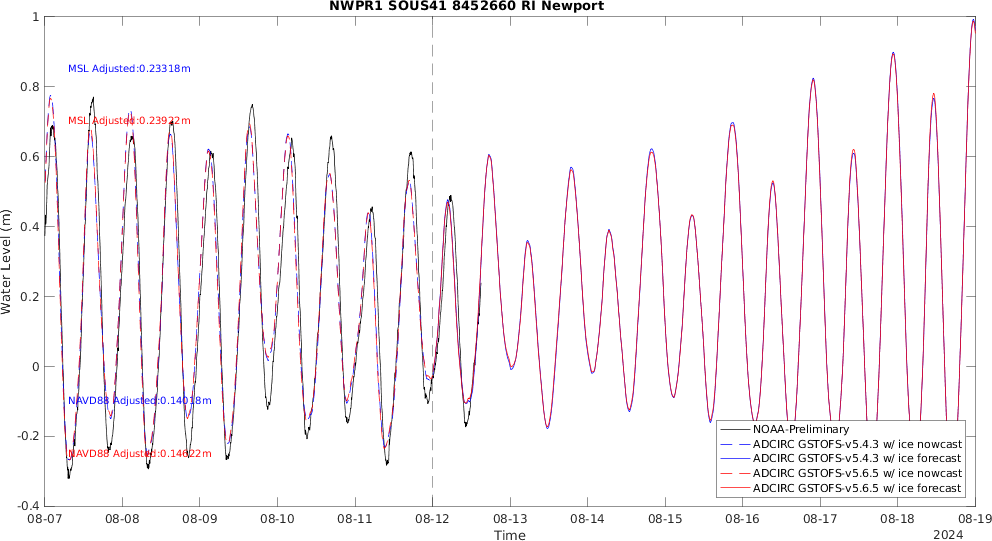 NWPR1 SOUS41 8452660 RI Newport
1
0.8
0.6
0.4
0.2
0
-0.2
-0.4
Water Level (m)
MSL Adjusted:0.23318m
MSL Adjusted:0.23922m
NAVD88 Adjusted:0.14018m
NAVD88 Adjusted:0.14622m
NOAA-Preliminary
ADCIRC GSTOFS-v5.4.3 w/ ice nowcast
ADCIRC GSTOFS-v5.4.3 w/ ice forecast
ADCIRC GSTOFS-v5.6.5 w/ ice nowcast
ADCIRC GSTOFS-v5.6.5 w/ ice forecast
08-07 08-08 08-09 08-10 08-11 08-12 08-13 08-14 08-15 08-16 08-17 08-18 08-19
Time
2024